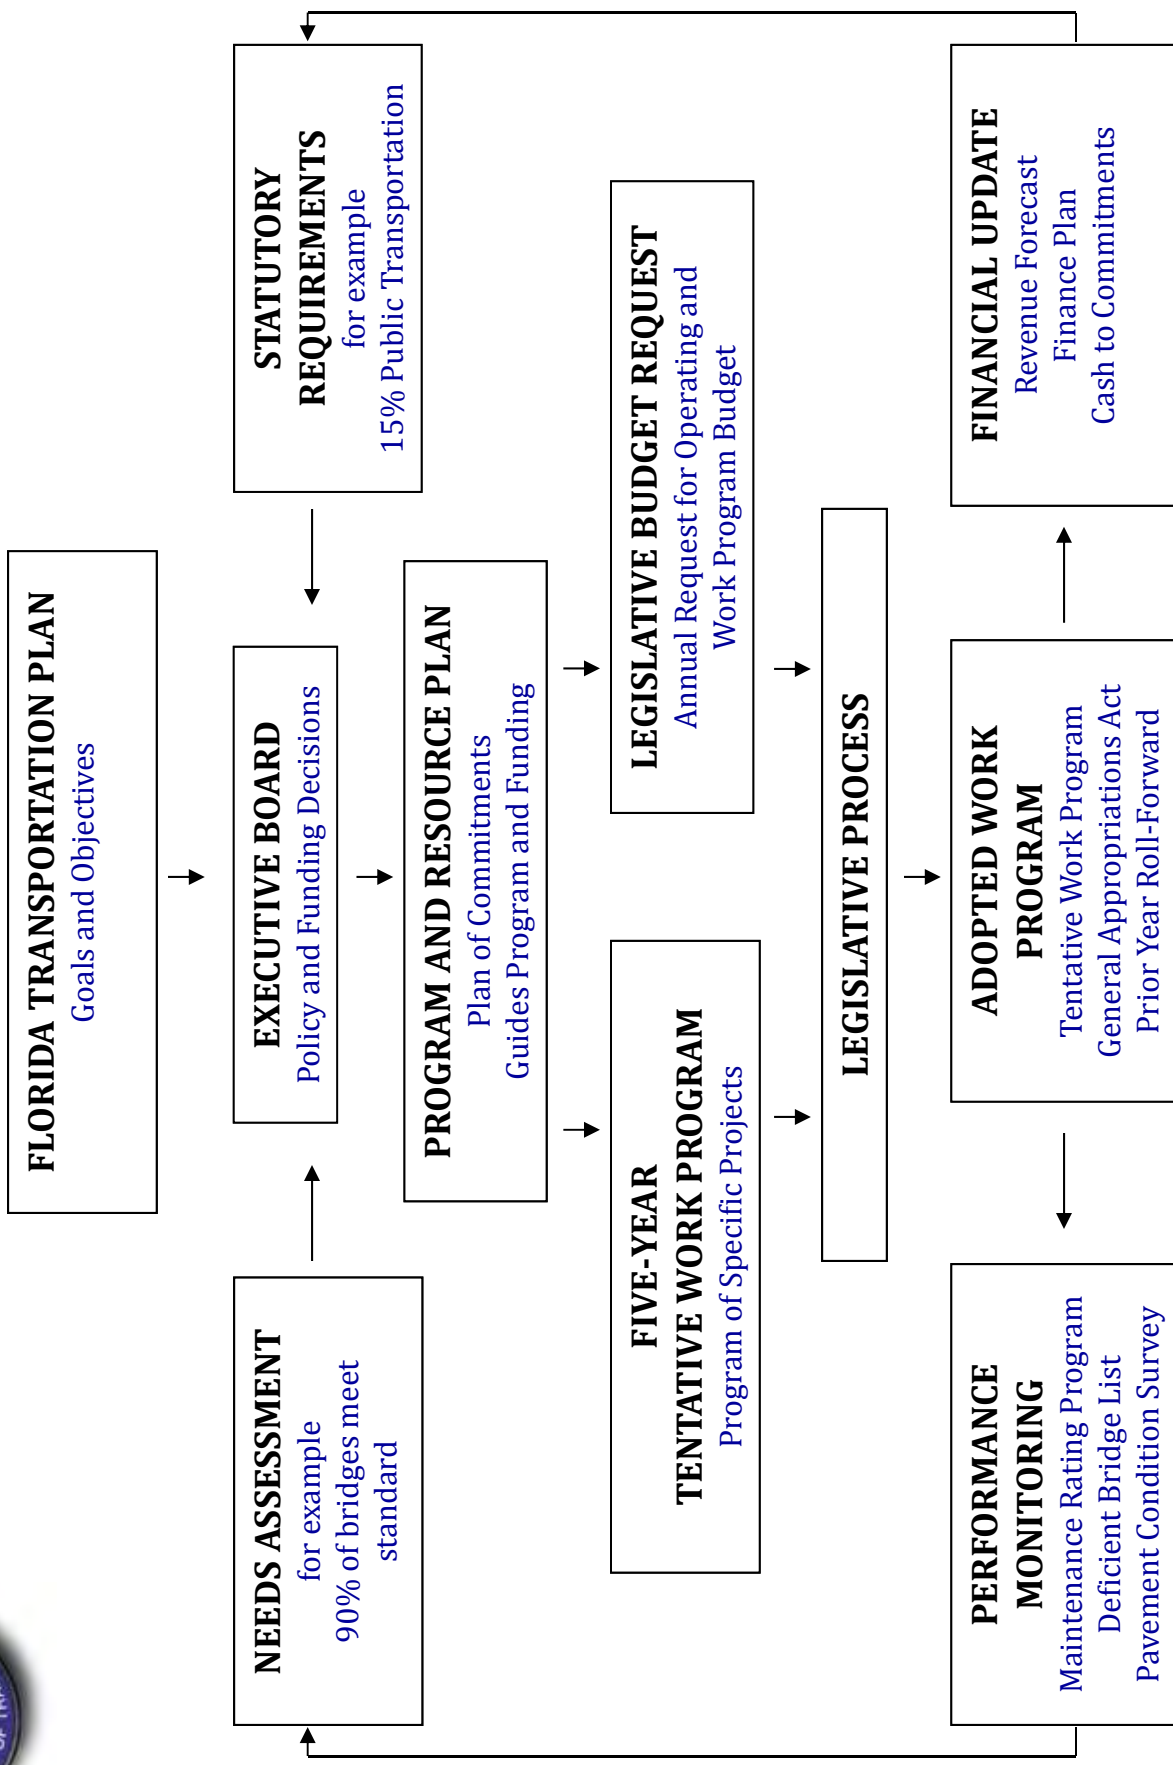 FLORIDA TRANSPORTATION PLAN
Goals and Objectives
NEEDS ASSESSMENT
for example
90% of bridges meet
standard
EXECUTIVE BOARD
Policy and Funding Decisions
STATUTORY
REQUIREMENTS
for example
15% Public Transportation
PROGRAM AND RESOURCE PLAN
Plan of Commitments
Guides Program and Funding
FIVE-YEAR
TENTATIVE WORK PROGRAM
Program of Specific Projects
LEGISLATIVE BUDGET REQUEST
Annual Request for Operating and
Work Program Budget
LEGISLATIVE PROCESS
PERFORMANCE
MONITORING
Maintenance Rating Program
Deficient Bridge List
Pavement Condition Survey
ADOPTED WORK
PROGRAM
Tentative Work Program
General Appropriations Act
Prior Year Roll-Forward
FINANCIAL UPDATE
Revenue Forecast
Finance Plan
Cash to Commitments